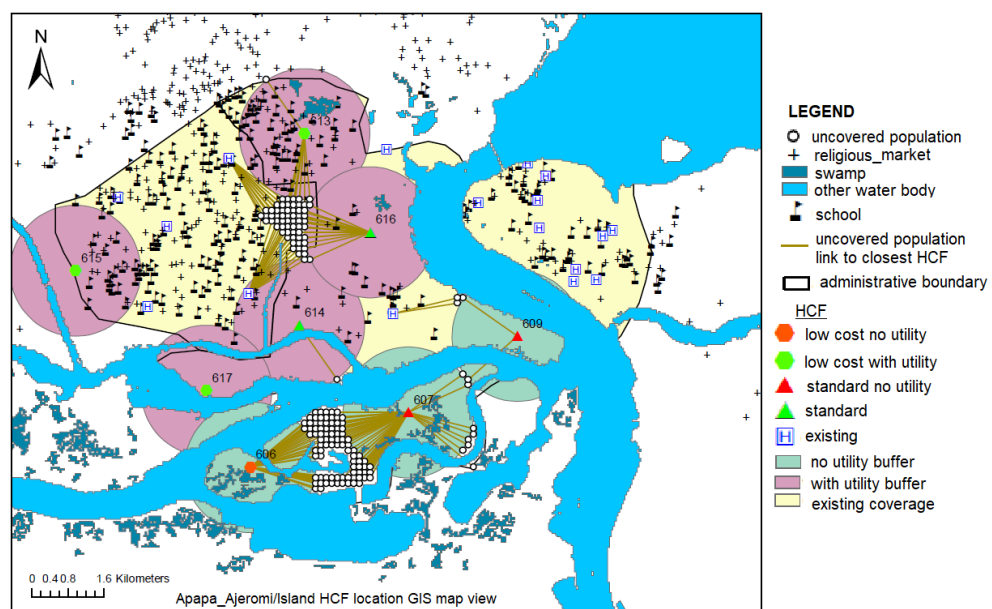 N
613
616
615
614
609
617
607
606
0 0.4 0.8 1.6 Kilometers
Apapa_Ajeromi/Island HCF location GIS map view
LEGEND
uncovered population
religious_market
swamp
other water body
school
uncovered population
link to closest HCF
administrative boundary
HCF
low cost no utility
low cost with utility
standard no utility
standard
H existing
no utility buffer
with utility buffer
existing coverage